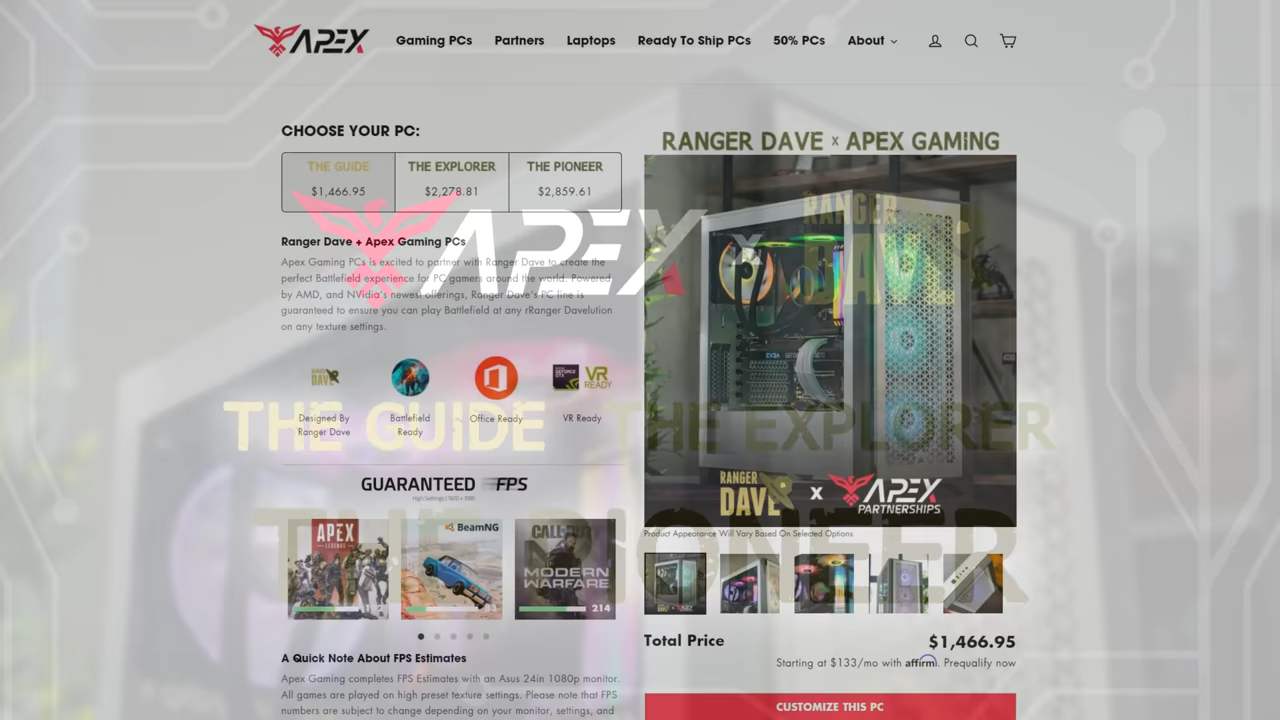 APEX
Gaming PCs Partners Laptops Ready To Ship PCs 50% PCs About
CHOOSE YOUR PC:
THE GUIDE THE EXPLORER THE PIONEER
$1,466.95 $2,278.81 $2,859.61
Ranger Dave + Apex Gaming PCs
Apex Gaming PCs is excited to partner with Ranger Dave to create the
perfect Battlefield experience for PC gamers around the world. Powered
by AMD, and NVidia's newest offerings, Ranger Dave's PC line is
guaranteed to ensure you can play Battlefield at any rRanger Davelution
on any texture settings.
Designed By
Ranger Dave
Battlefield
Ready
Office Ready
VR Ready
VR
READY
GUARANTEED FPS
APEX
LEGENDS
BeamNG
CALL OF DUTY
MODERN
WARFARE
214
A Quick Note About FPS Estimates
Apex Gaming completes FPS Estimates with an Asus 24in 1080p monitor.
All games are played on high preset texture settings. Please note that FPS
numbers are subject to change depending on your monitor, settings, and
RANGER DAVE x APEX GAMING
RANGER
DAVE
x
APEX
PARTNERSHIPS
Product Appearance Will Vary Based On Selected Options
Total Price $1,466.95
Starting at $133/mo with affirm. Prequalify now
CUSTOMIZE THIS PC
APEX x RANGER DAVE
THE GUIDE THE EXPLORER
THE PIONEER